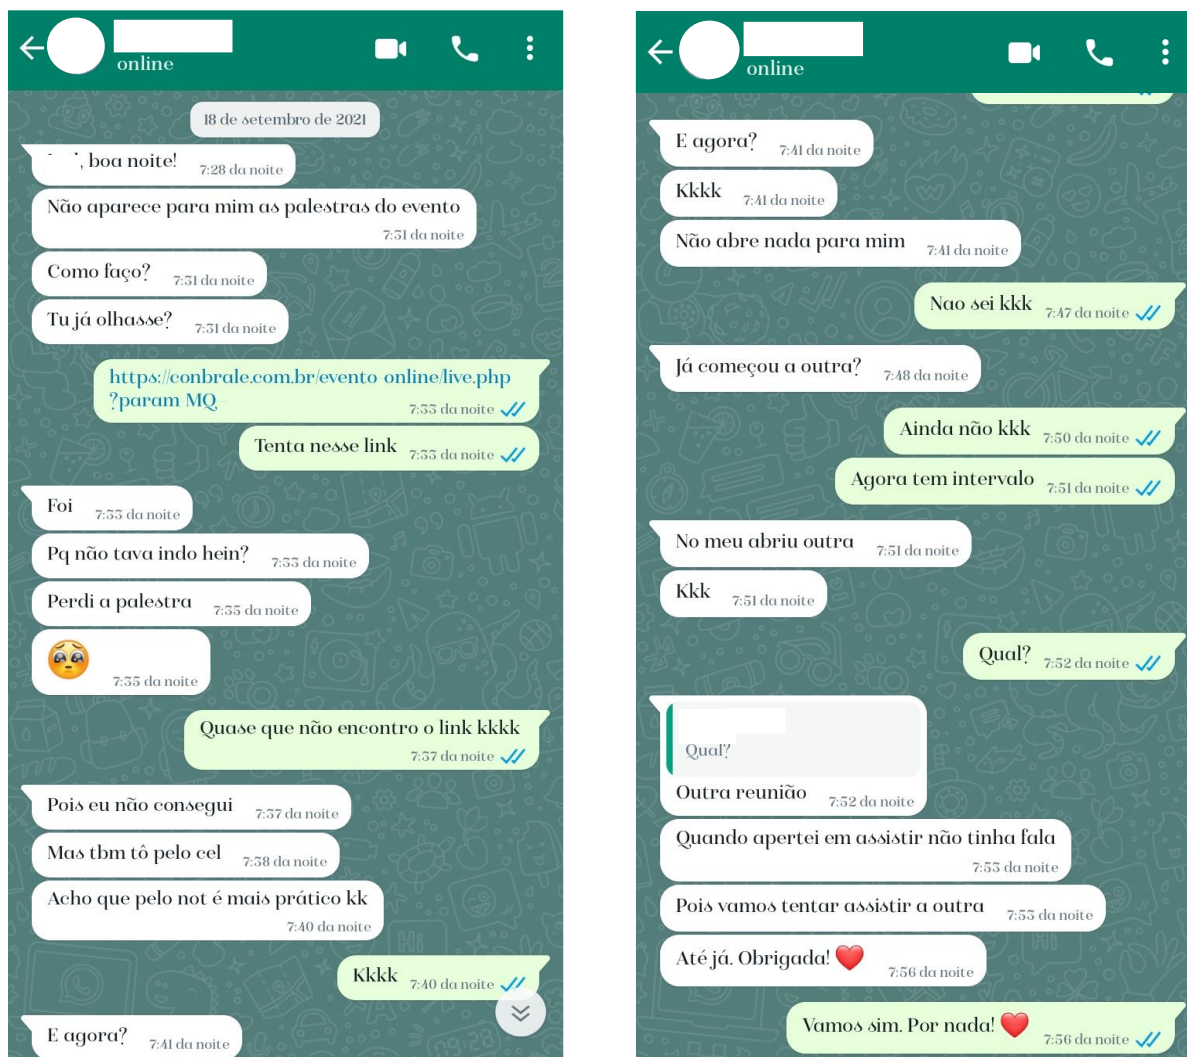 online
18 de setembro de 2021
, boa noite! 7:28 da noite
Não aparece para mim as palestras do evento
7:31 da noite
Como faço? 7:31 da noite
Tu já olhasse? 7:31 da noite
https://conbrale.com.br/evento-online/live.php
?param MQ
7:33 da noite
Tenta nesse link 7:33 da noite
Foi 7:33 da noite
Pq não tava indo hein? 7:33 da noite
Perdi a palestra 7:35 da noite
🥺 7:35 da noite
Quase que não encontro o link kkkk
7:37 da noite
Pois eu não consegui 7:37 da noite
Mas tbm tô pelo cel 7:38 da noite
Acho que pelo not é mais prático kk
7:40 da noite
Kkkk 7:40 da noite
E agora? 7:41 da noite
online
E agora? 7:41 da noite
Kkkk 7:41 da noite
Não abre nada para mim 7:41 da noite
Nao sei kkk 7:47 da noite
Já começou a outra? 7:48 da noite
Ainda não kkk 7:50 da noite
Agora tem intervalo 7:51 da noite
No meu abriu outra 7:51 da noite
Kkk 7:51 da noite
Qual? 7:52 da noite
Qual?
Outra reunião 7:52 da noite
Quando apertei em assistir não tinha fala
7:53 da noite
Pois vamos tentar assistir a outra 7:53 da noite
Até já. Obrigada! ❤️ 7:56 da noite
Vamos sim. Por nada! ❤️ 7:56 da noite